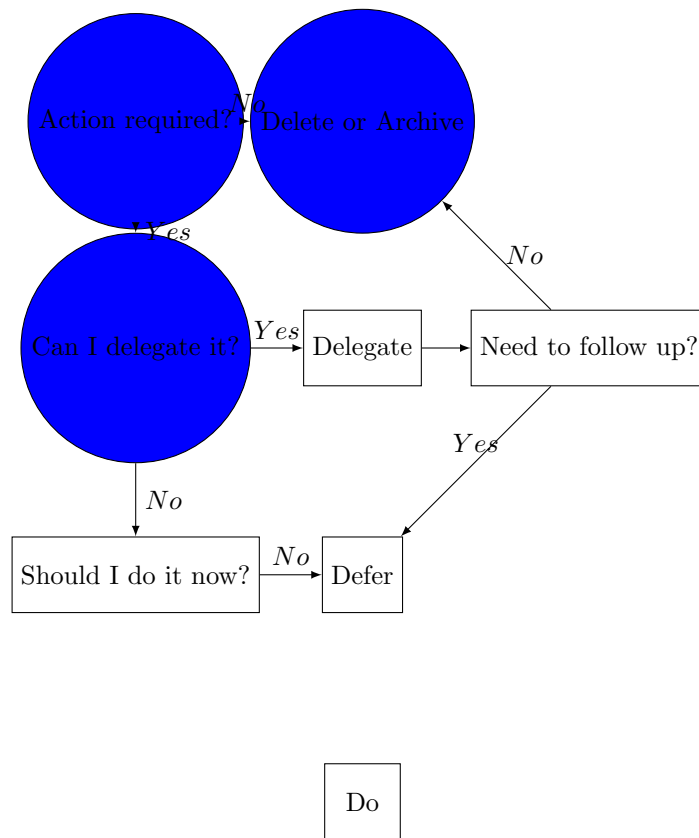 Action required?
No
Delete or Archive
Yes
No
Can I delegate it?
Yes
Delegate
Need to follow up?
Yes
No
Should I do it now?
No
Defer
Do